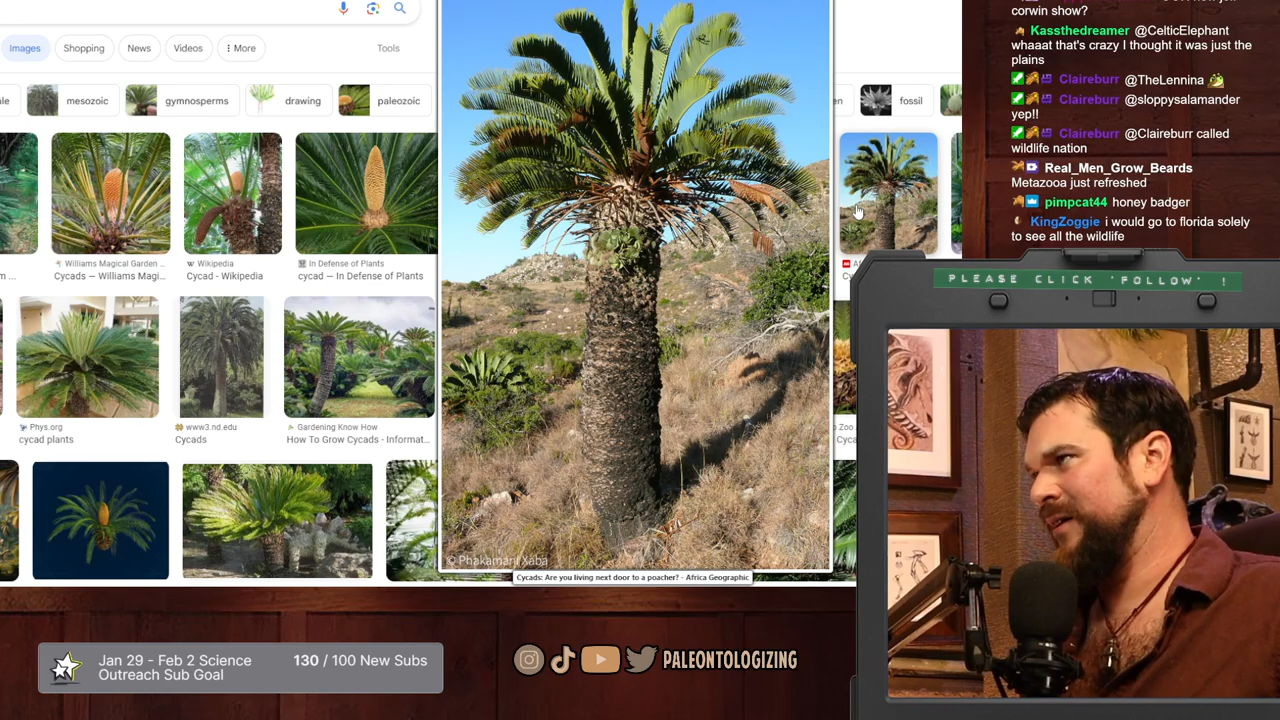 Images
Shopping
News
Videos
More
Tools
mesozoic
gymnosperms
drawing
paleozoic
fossil
Williams Magical Garden ...
Cycads — Williams Magi...
Wikipedia
Cycad - Wikipedia
In Defense of Plants
cycad — In Defense of Plants
Phys.org
cycad plants
www3.nd.edu
Cycads
Gardening Know How
How To Grow Cycads - Informat...
© Phakamani Xaba
Cycads: Are you living next door to a poacher? - Africa Geographic
corwin show?
Kassthedreamer @CelticElephant
whaaat that's crazy I thought it was just the
plains
Claireburr @TheLennina
Claireburr @sloppysalamander
yep!!
Claireburr @Claireburr called
wildlife nation
Real_Men_Grow_Beards
Metazooa just refreshed
pimpcat44 honey badger
KingZoggie i would go to florida solely
to see all the wildlife
PLEASE CLICK 'FOLLOW' !
Jan 29 - Feb 2 Science
Outreach Sub Goal
130 / 100 New Subs
PALEONTOLOGIZING